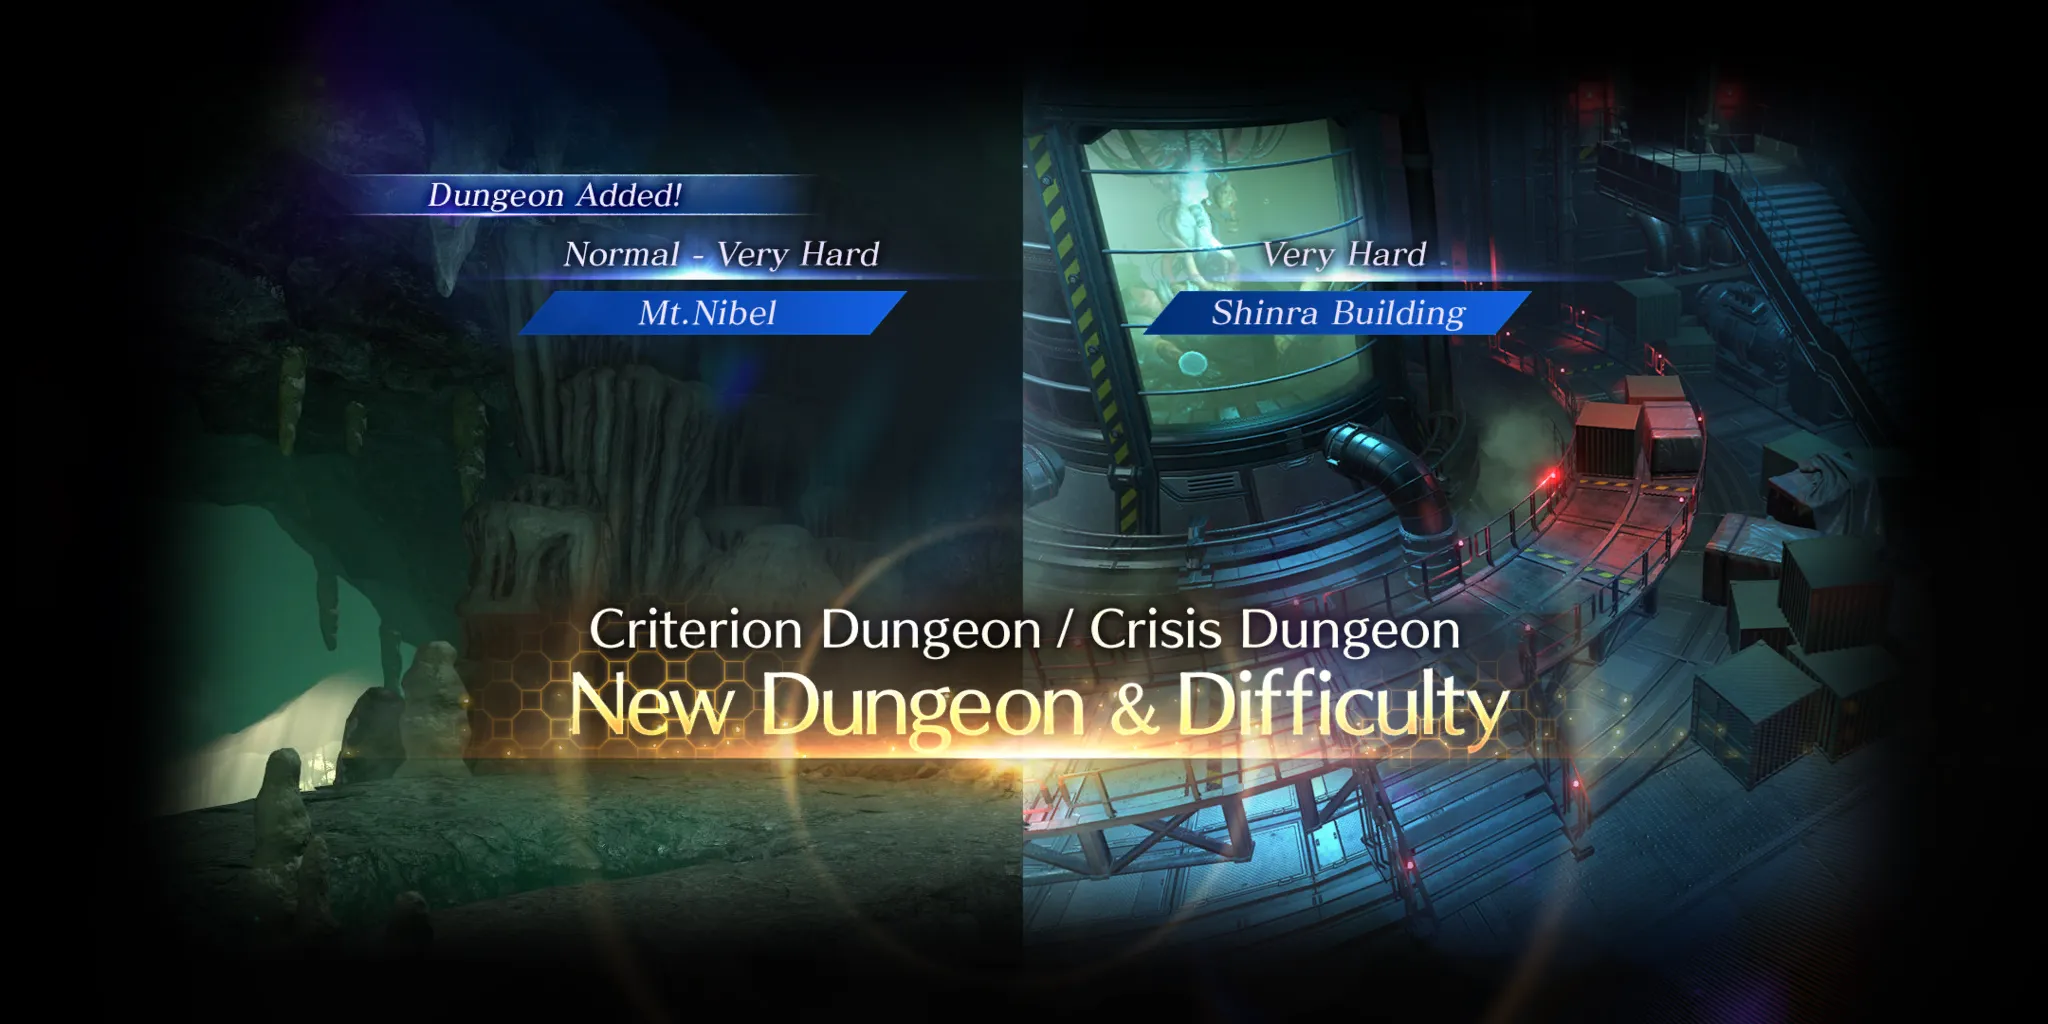 Dungeon Added!
Normal - Very Hard
Mt.Nibel
Very Hard
Shinra Building
Criterion Dungeon / Crisis Dungeon
New Dungeon & Difficulty